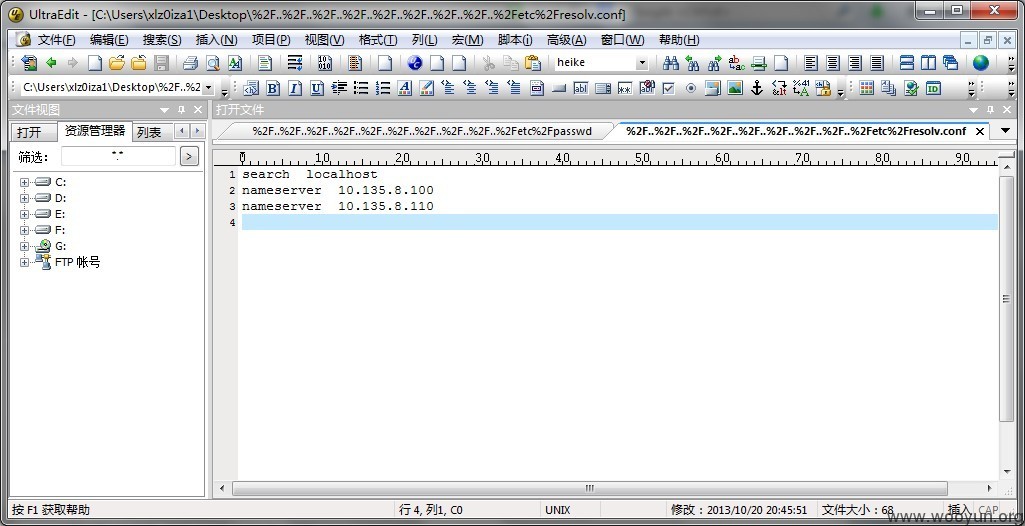 UltraEdit - [C:\Users\xlz0iza1\Desktop\%2F..%2F..%2F..%2F..%2F..%2F..%2F..%2F..%2Fetc%2Fresolv.conf]
文件(F) 编辑(E) 搜索(S) 插入(N) 项目(P) 视图(V) 格式(T) 列(L) 宏(M) 脚本(i) 高级(A) 窗口(W) 帮助(H)
heike
C:\Users\xlz0iza1\Desktop\%2F..%2
文件视图
打开文件
打开 资源管理器 列表
%2F..%2F..%2F..%2F..%2F..%2F..%2F..%2F..%2F..%2Fetc%2Fpasswd
%2F..%2F..%2F..%2F..%2F..%2F..%2F..%2F..%2Fetc%2Fresolv.conf
筛选: *.* >
0 10 20 30 40 50 60 70 80 90
1 search localhost
2 nameserver 10.135.8.100
3 nameserver 10.135.8.110
4
C:
D:
E:
F:
G:
FTP 帐号
按 F1 获取帮助 行 4, 列1, C0 UNIX 修改: 2013/10/20 20:45:51 文件大小: 68 插入 CAP
www.wooyun.org